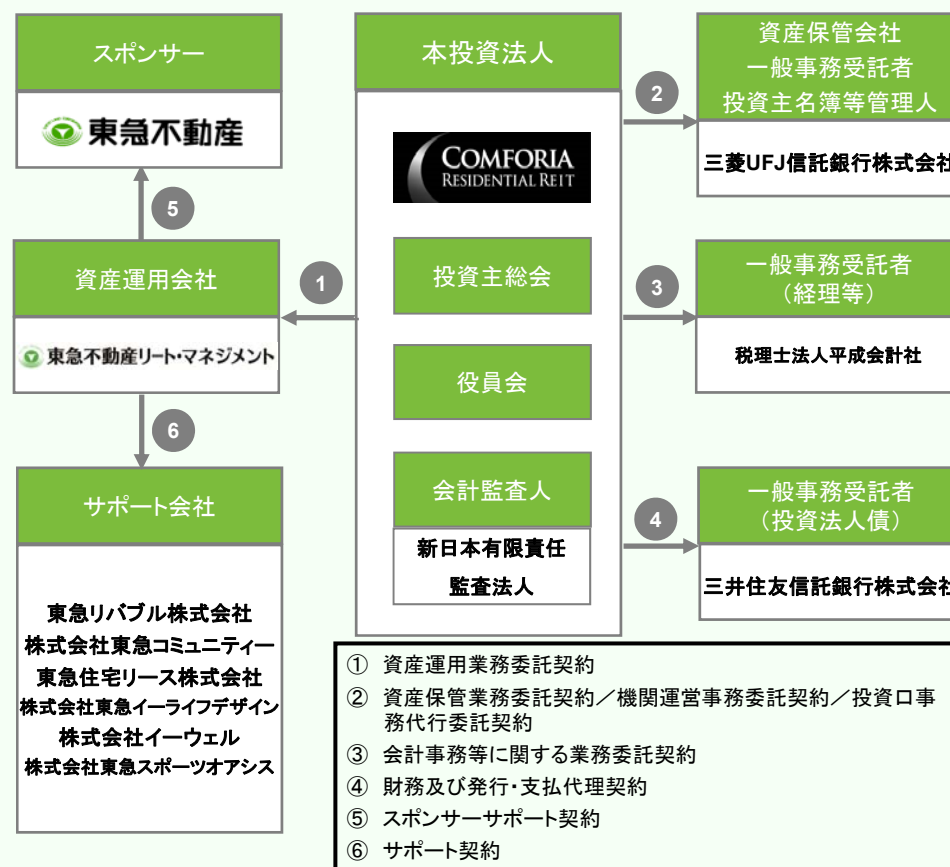 スポンサー
東急不動産
5
資産運用会社
東急不動産リート・マネジメント
6
サポート会社
東急リバブル株式会社
株式会社東急コミュニティー
東急住宅リース株式会社
株式会社東急イーライフデザイン
株式会社イーウェル
株式会社東急スポーツオアシス
1
本投資法人
COMFORIA
RESIDENTIAL REIT
投資主総会
役員会
会計監査人
新日本有限責任
監査法人
2
資産保管会社
一般事務受託者
投資主名簿等管理人
三菱UFJ信託銀行株式会社
3
一般事務受託者
（経理等）
税理士法人平成会計社
4
一般事務受託者
（投資法人債）
三井住友信託銀行株式会社
① 資産運用業務委託契約
② 資産保管業務委託契約／機関運営事務委託契約／投資口事
務代行委託契約
③ 会計事務等に関する業務委託契約
④ 財務及び発行・支払代理契約
⑤ スポンサーサポート契約
⑥ サポート契約